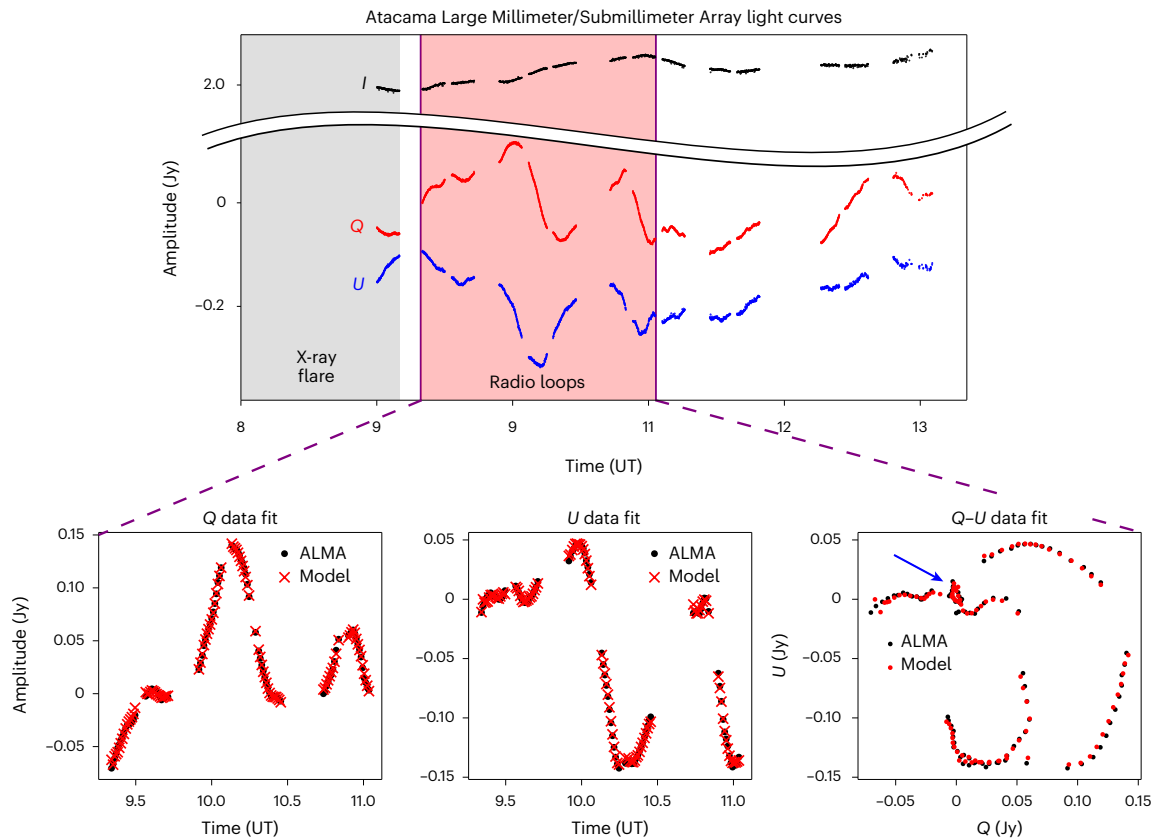 Atacama Large Millimeter/Submillimeter Array light curves
I
2.0
Amplitude (Jy)
0
Q
U
−0.2
X-ray
flare
Radio loops
8
9
9
11
12
13
Time (UT)
Q data fit
0.15
ALMA
Model
0.10
0.05
Amplitude (Jy)
0
−0.05
9.5
10.0
10.5
11.0
Time (UT)
U data fit
0.05
ALMA
Model
0
−0.05
−0.10
−0.15
9.5
10.0
10.5
11.0
Time (UT)
Q–U data fit
0.05
0
ALMA
Model
U (Jy)
−0.05
−0.10
−0.15
−0.05
0
0.05
0.10
0.15
Q (Jy)